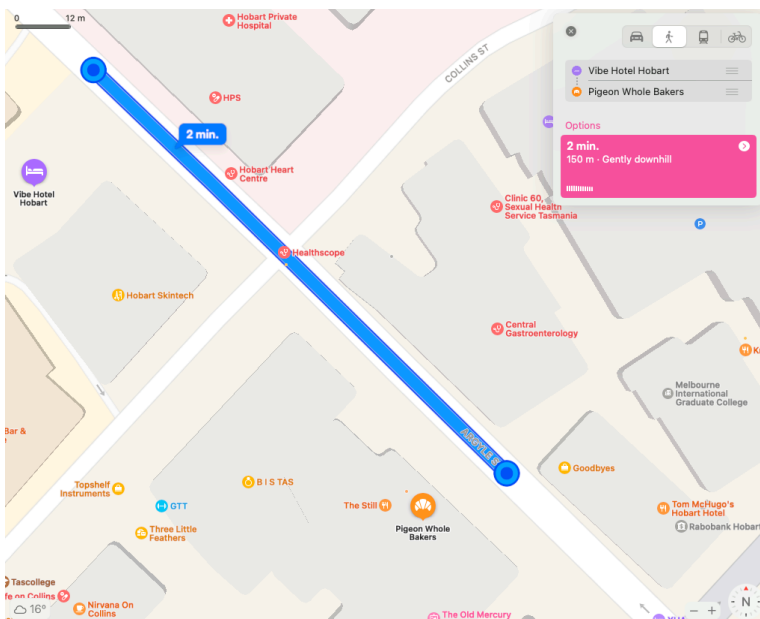 0
12 m
Hobart Private
Hospital
COLLINS ST
HPS
2 min.
Hobart Heart
Centre
Vibe Hotel
Hobart
Healthscope
Hobart Skintech
Clinic 60,
Sexual Health
Service Tasmania
P
Central
Gastroenterology
Melbourne
International
Graduate College
Bar &
ARGYLE S
Goodbyes
Topshelf
Instruments
B I S TAS
GTT
The Still
Pigeon Whole
Bakers
Three Little
Feathers
Tom McHugo's
Hobart Hotel
Rabobank Hobart
Tascollege
fe on Collins
16°
Nirvana On
Collins
The Old Mercury
N
Vibe Hotel Hobart
Pigeon Whole Bakers
Options
2 min.
150 m · Gently downhill